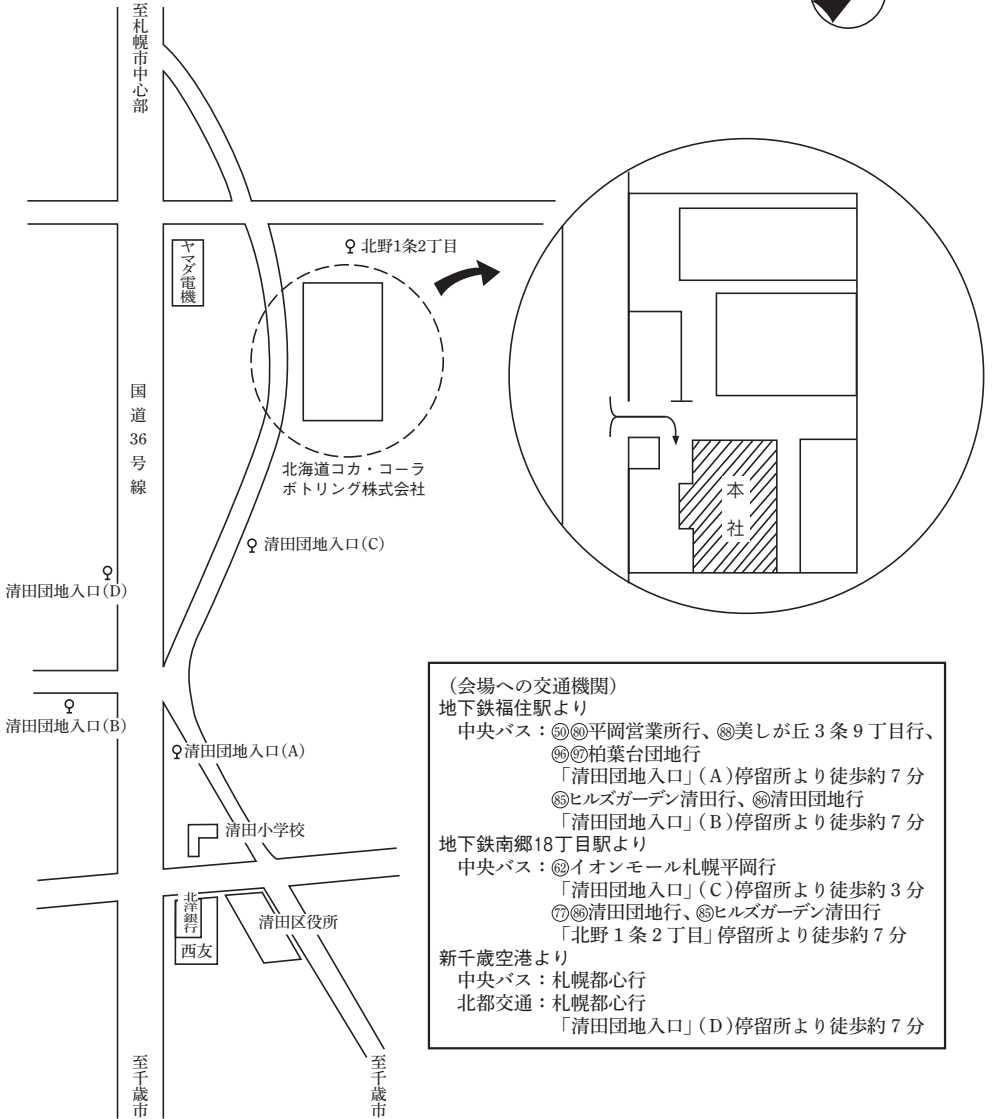 至札幌市中心部
北野1条2丁目
ヤマダ電機
国道36号線
北海道コカ・コーラ
ボトリング株式会社
本社
清田団地入口(C)
清田団地入口(D)
清田団地入口(B)
清田団地入口(A)
清田小学校
北洋銀行
西友
清田区役所
至千歳市
至千歳市
（会場への交通機関）
地下鉄福住駅より
中央バス：㊿80平岡営業所行、88美しが丘3条9丁目行、
96 97柏葉台団地行
「清田団地入口」(A)停留所より徒歩約7分
85ヒルズガーデン清田行、86清田団地行
「清田団地入口」(B)停留所より徒歩約7分
地下鉄南郷18丁目駅より
中央バス：62イオンモール札幌平岡行
「清田団地入口」(C)停留所より徒歩約3分
77 86清田団地行、85ヒルズガーデン清田行
「北野1条2丁目」停留所より徒歩約7分
新千歳空港より
中央バス：札幌都心行
北都交通：札幌都心行
「清田団地入口」(D)停留所より徒歩約7分